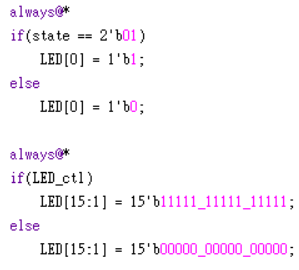 always@*
if(state == 2'b01)
LED[0] = 1'b1;
else
LED[0] = 1'b0;
always@*
if(LED_ctl)
LED[15:1] = 15'b11111_11111_11111;
else
LED[15:1] = 15'b00000_00000_00000;